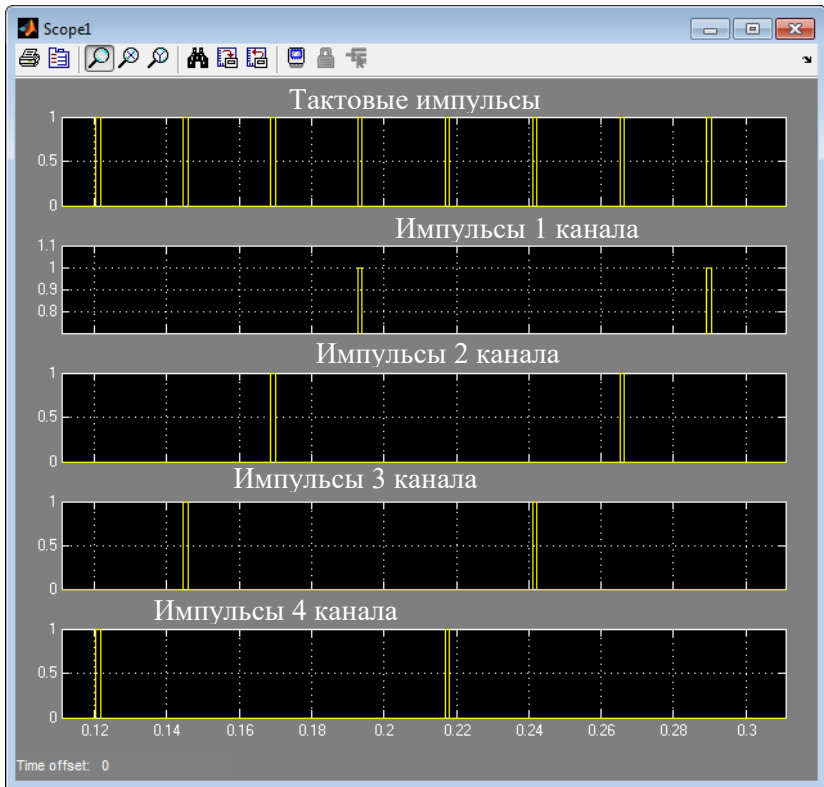 Scope1
Тактовые импульсы
1
0.5
0
Импульсы 1 канала
1.1
1
0.9
0.8
Импульсы 2 канала
1
0.5
0
Импульсы 3 канала
1
0.5
0
Импульсы 4 канала
1
0.5
0
0.12 0.14 0.16 0.18 0.2 0.22 0.24 0.26 0.28 0.3
Time offset: 0